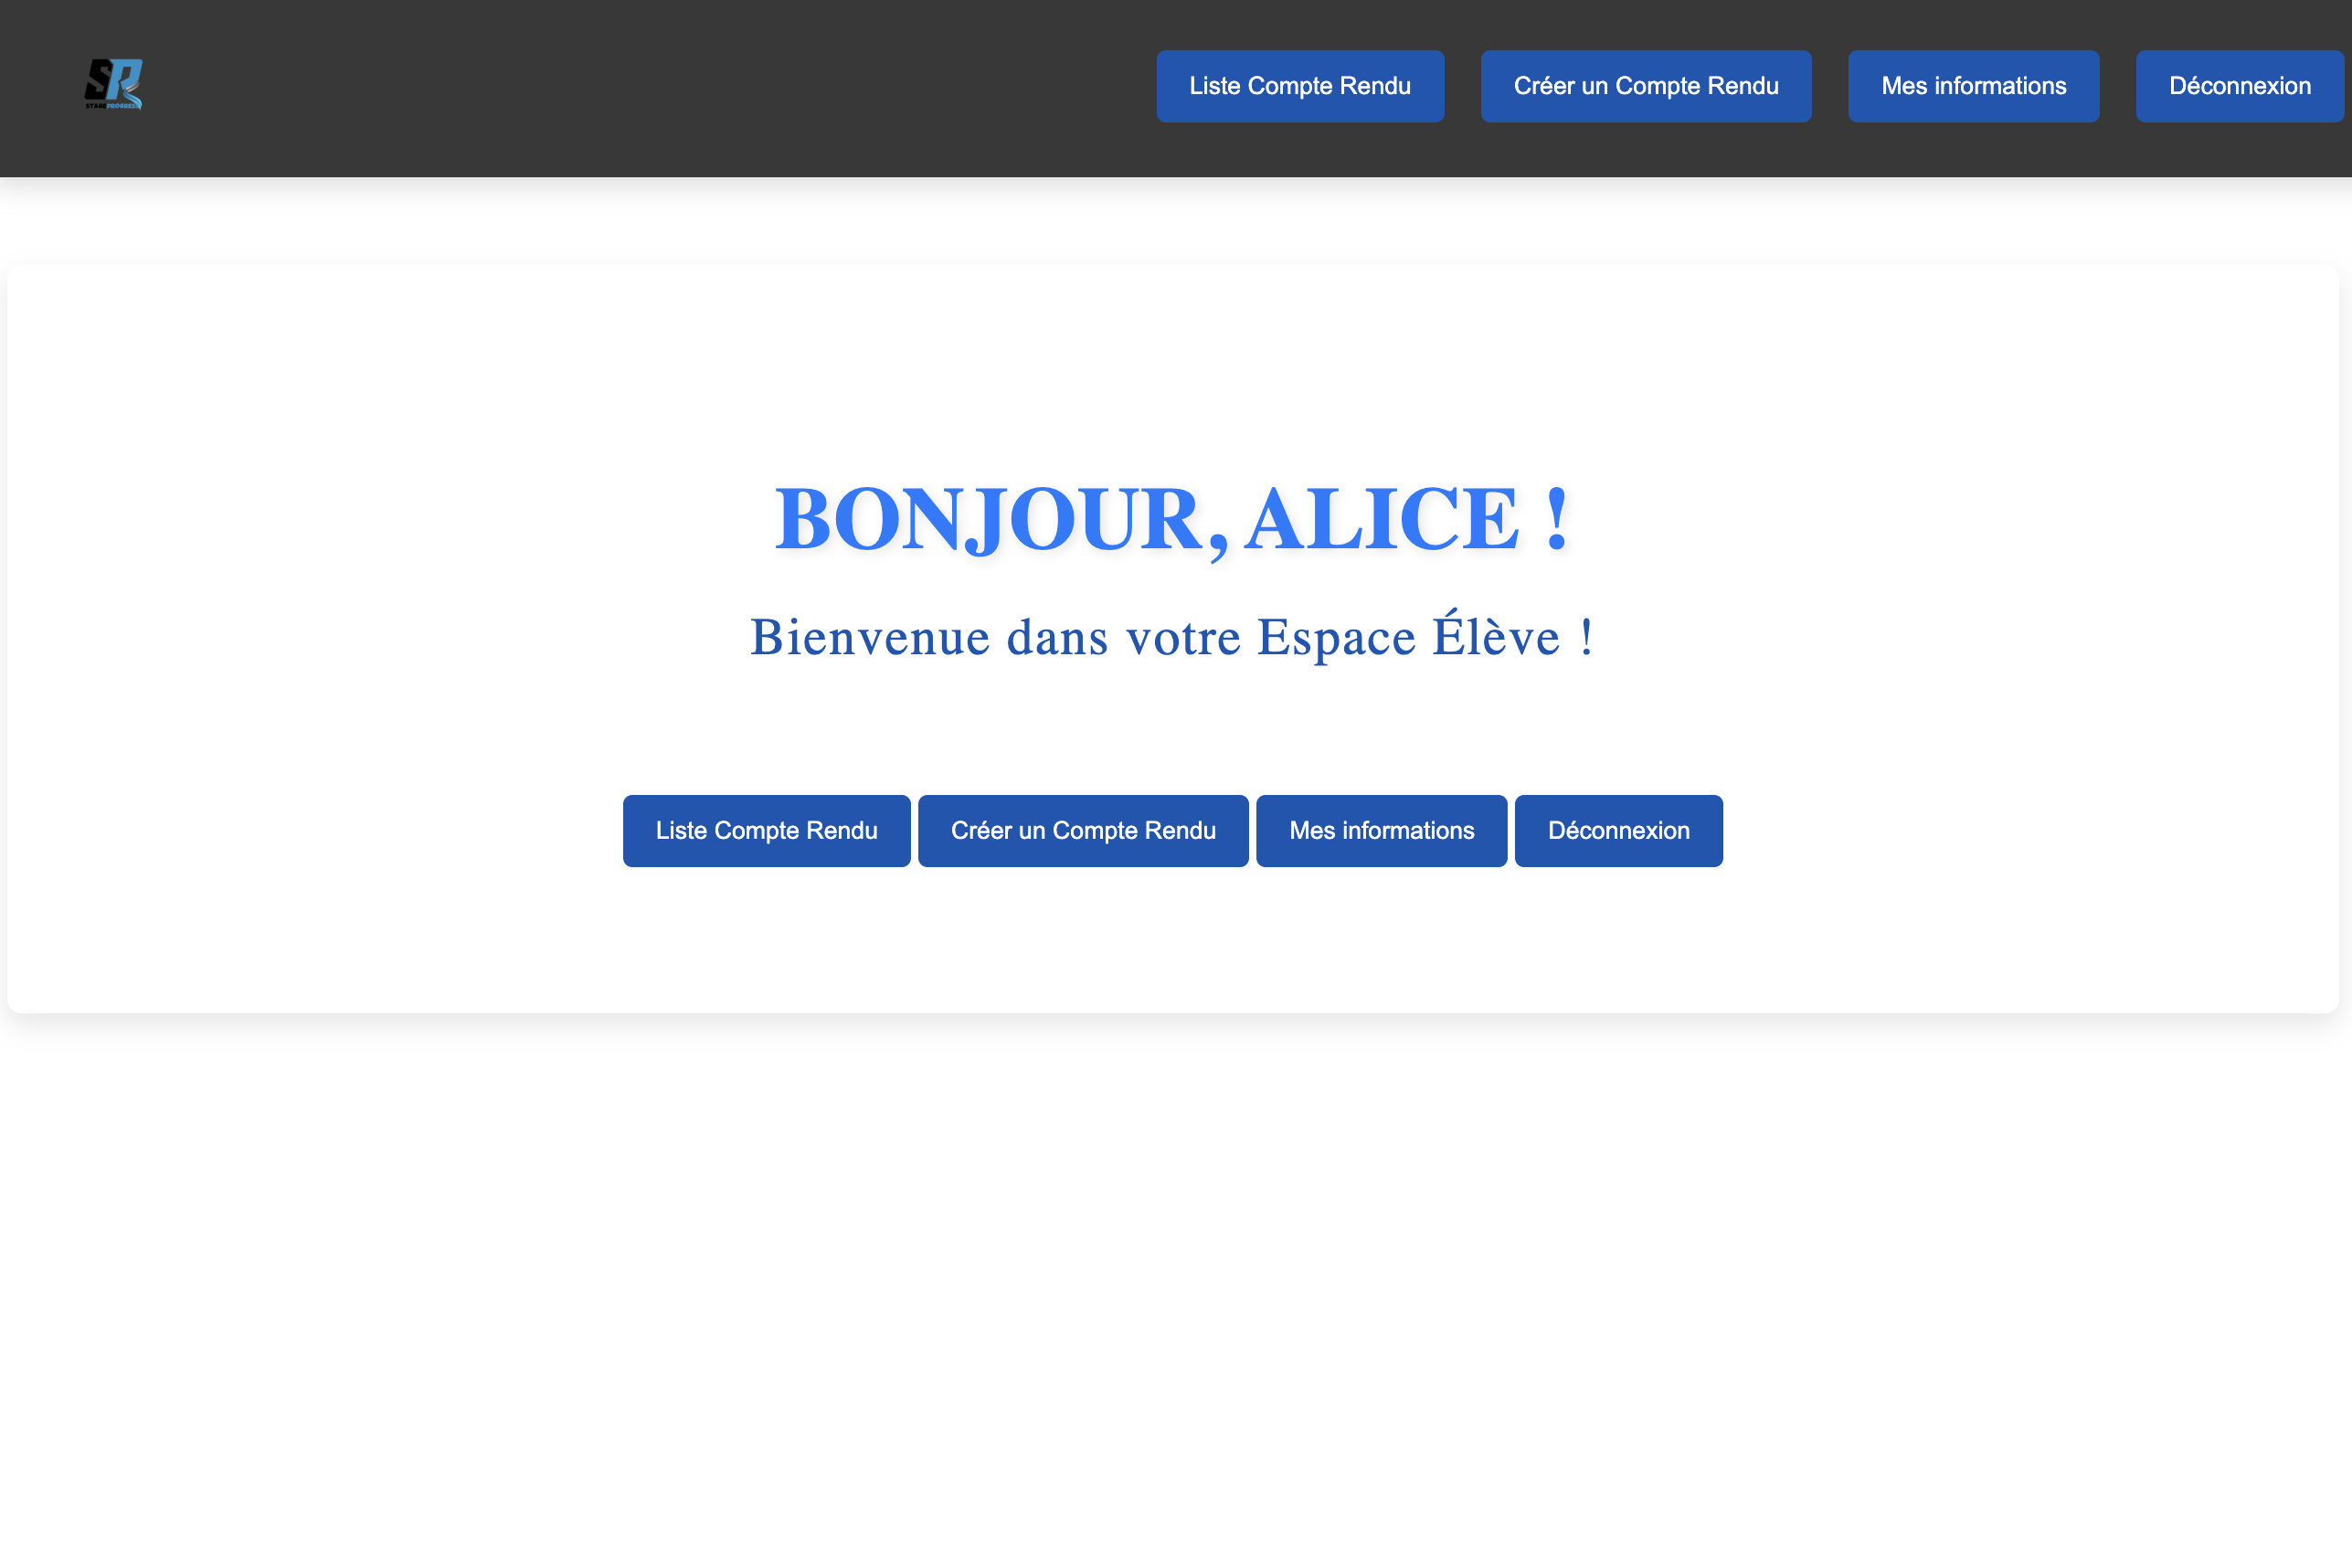 SR
STAGEPROGRESS
Liste Compte Rendu
Créer un Compte Rendu
Mes informations
Déconnexion
BONJOUR, ALICE !
Bienvenue dans votre Espace Élève !
Liste Compte Rendu
Créer un Compte Rendu
Mes informations
Déconnexion